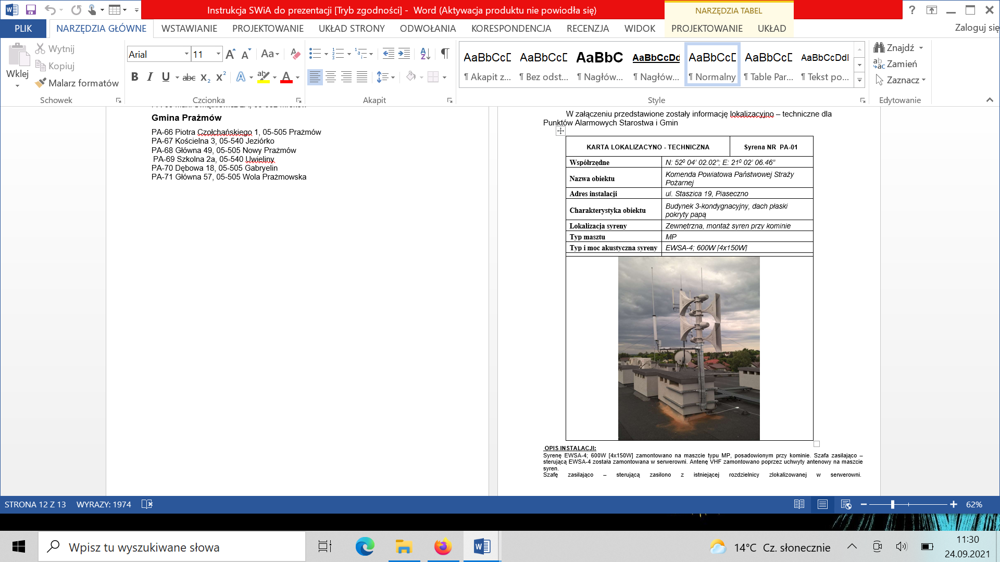 Instrukcja SWiA do prezentacji [Tryb zgodności] - Word (Aktywacja produktu nie powiodła się)
NARZĘDZIA TABEL
?
PLIK
NARZĘDZIA GŁÓWNE
WSTAWIANIE
PROJEKTOWANIE
UKŁAD STRONY
ODWOŁANIA
KORESPONDENCJA
RECENZJA
WIDOK
PROJEKTOWANIE
UKŁAD
Zaloguj się
Wklej
Wytnij
Kopiuj
Malarz formatów
Schowek
Arial
11
Czcionka
Akapit
AaBbCcD
¶ Akapit z...
AaBbCcD
¶ Bez odst...
AaBbC
¶ Nagłów...
AaBbCcDd
¶ Nagłów...
AaBbCcD
¶ Normalny
AaBbCcD
¶ Table Par...
AaBbCcDdI
¶ Tekst po...
Style
Znajdź
Zamień
Zaznacz
Edytowanie
Gmina Prażmów
PA-66 Piotra Czołchańskiego 1, 05-505 Prażmów
PA-67 Kościelna 3, 05-540 Jeziórko
PA-68 Główna 49, 05-505 Nowy Prażmów
PA-69 Szkolna 2a, 05-540 Uwieliny
PA-70 Dębowa 18, 05-505 Gabryelin
PA-71 Główna 57, 05-505 Wola Prażmowska
W załączeniu przedstawione zostały informację lokalizacyjno – techniczne dla
Punktów Alarmowych Starostwa i Gmin
KARTA LOKALIZACYNO - TECHNICZNA
Syrena NR PA-01
Współrzędne
N: 52⁰ 04’ 02.02”; E: 21⁰ 02’ 06.46”
Nazwa obiektu
Komenda Powiatowa Państwowej Straży
Pożarnej
Adres instalacji
ul. Staszica 19, Piaseczno
Charakterystyka obiektu
Budynek 3-kondygnacyjny, dach płaski
pokryty papą
Lokalizacja syreny
Zewnętrzna, montaż syren przy kominie
Typ masztu
MP
Typ i moc akustyczna syreny
EWSA-4; 600W [4x150W]
OPIS INSTALACJI:
Syrenę EWSA-4; 600W [4x150W] zamontowano na maszcie typu MP, posadowionym przy kominie. Szafa zasilająco –
sterującą EWSA-4 została zamontowana w serwerowni. Antenę VHF zamontowano poprzez uchwyty antenowy na maszcie
syren.
Szafę zasilająco – sterującą zasilono z istniejącej rozdzielnicy zlokalizowanej w serwerowni.
STRONA 12 Z 13
WYRAZY: 1974
62%
Wpisz tu wyszukiwane słowa
14°C Cz. słonecznie
11:30
24.09.2021